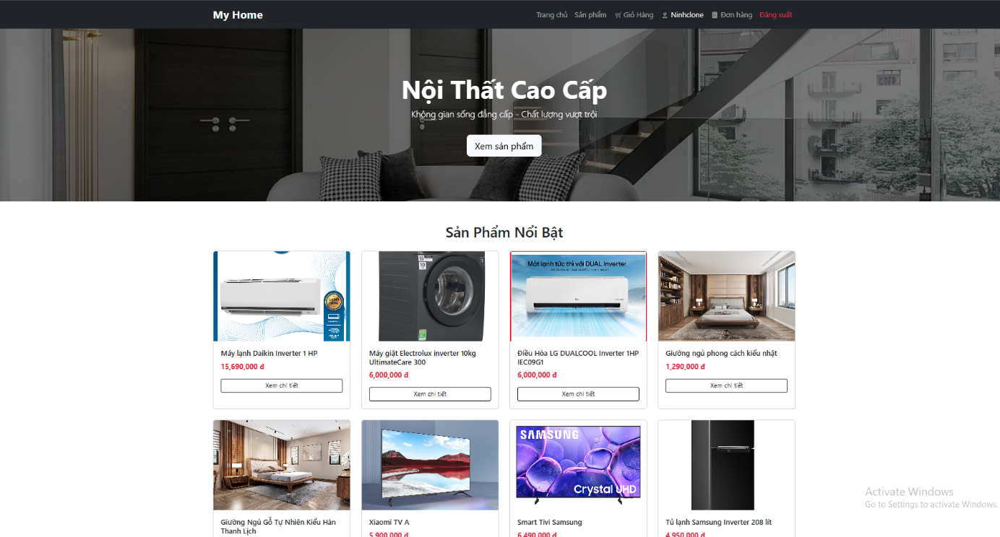 My Home
Trang chủ Sản phẩm Giỏ Hàng Ninhclone Đơn hàng Đăng xuất
Nội Thất Cao Cấp
Không gian sống đẳng cấp - Chất lượng vượt trội
Xem sản phẩm
Sản Phẩm Nổi Bật
10
Mát lạnh tức thì với DUAL Inverter
Máy lạnh Daikin Inverter 1 HP
15,690,000 đ
Xem chi tiết
Máy giặt Electrolux inverter 10kg
UltimateCare 300
6,000,000 đ
Xem chi tiết
Điều Hòa LG DUALCOOL Inverter 1HP
IEC09G1
6,000,000 đ
Xem chi tiết
Giường ngủ phong cách kiểu nhật
1,290,000 đ
Xem chi tiết
SAMSUNG
Crystal UHD
Giường Ngủ Gỗ Tự Nhiên Kiểu Hàn
Thanh Lịch
Xiaomi TV A
5,900,000 đ
Smart Tivi Samsung
6,490,000 đ
Tủ lạnh Samsung Inverter 208 lít
4,950,000 đ
Activate Windows
Go to Settings to activate Windows.